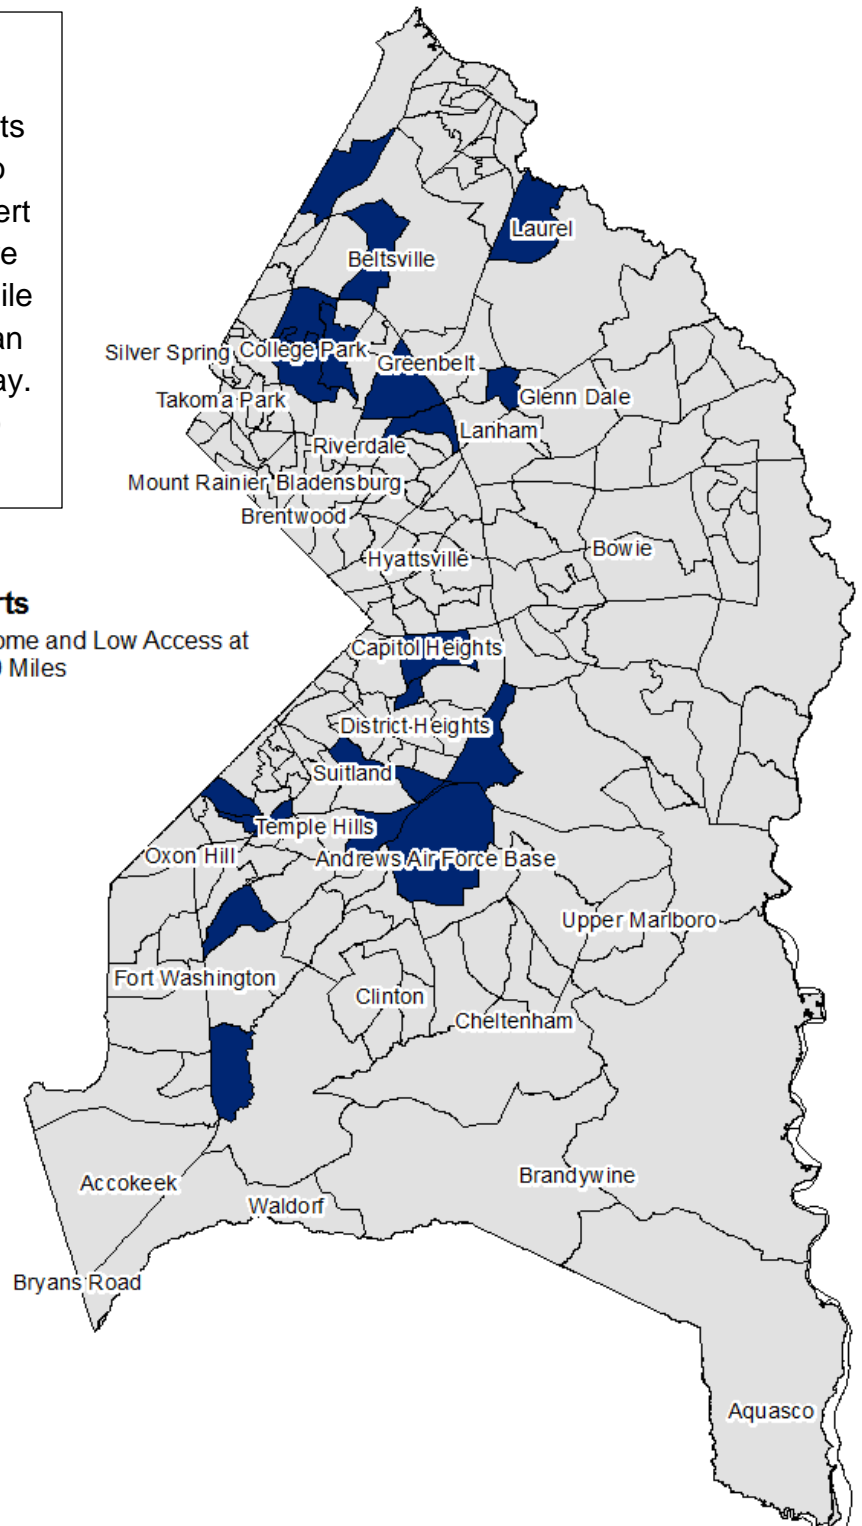 ts
o
ert
e
ile
an
ay.
rts
ome and Low Access at
0 Miles
Laurel
Beltsville
Silver Spring
College Park
Greenbelt
Takoma Park
Glenn Dale
Riverdale
Lanham
Mount Rainier
Bladensburg
Brentwood
Hyattsville
Bowie
Capitol Heights
District Heights
Suitland
Temple Hills
Oxon Hill
Andrews Air Force Base
Upper Marlboro
Fort Washington
Clinton
Cheltenham
Accokeek
Waldorf
Brandywine
Bryans Road
Aquasco